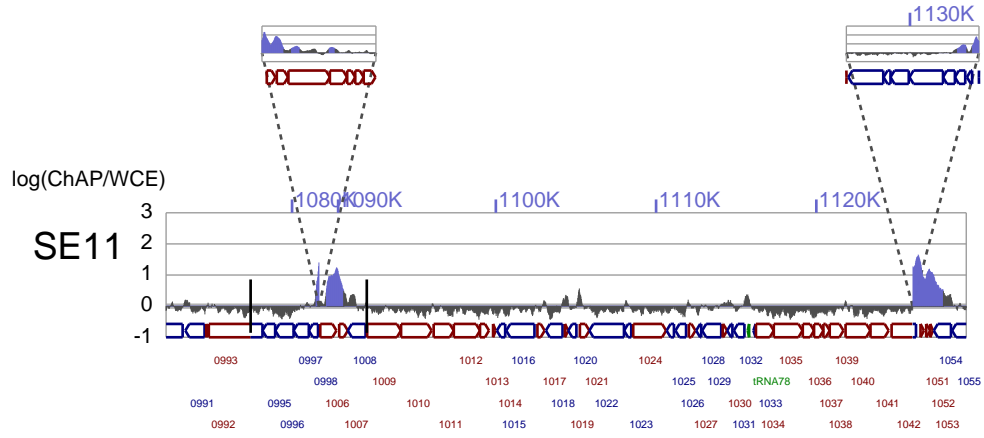 1130K
log(ChAP/WCE)
1080K 1090K 1100K 1110K 1120K
3
SE11 2
1
0
-1
0993 0997 1008 1012 1016 1020 1024 1028 1032 1035 1039 1054
0998 1009 1013 1017 1021 1025 1029 tRNA78 1036 1040 1051 1055
0991 0995 1006 1010 1014 1018 1022 1026 1030 1033 1037 1041 1052
0992 0996 1007 1011 1015 1019 1023 1027 1031 1034 1038 1042 1053